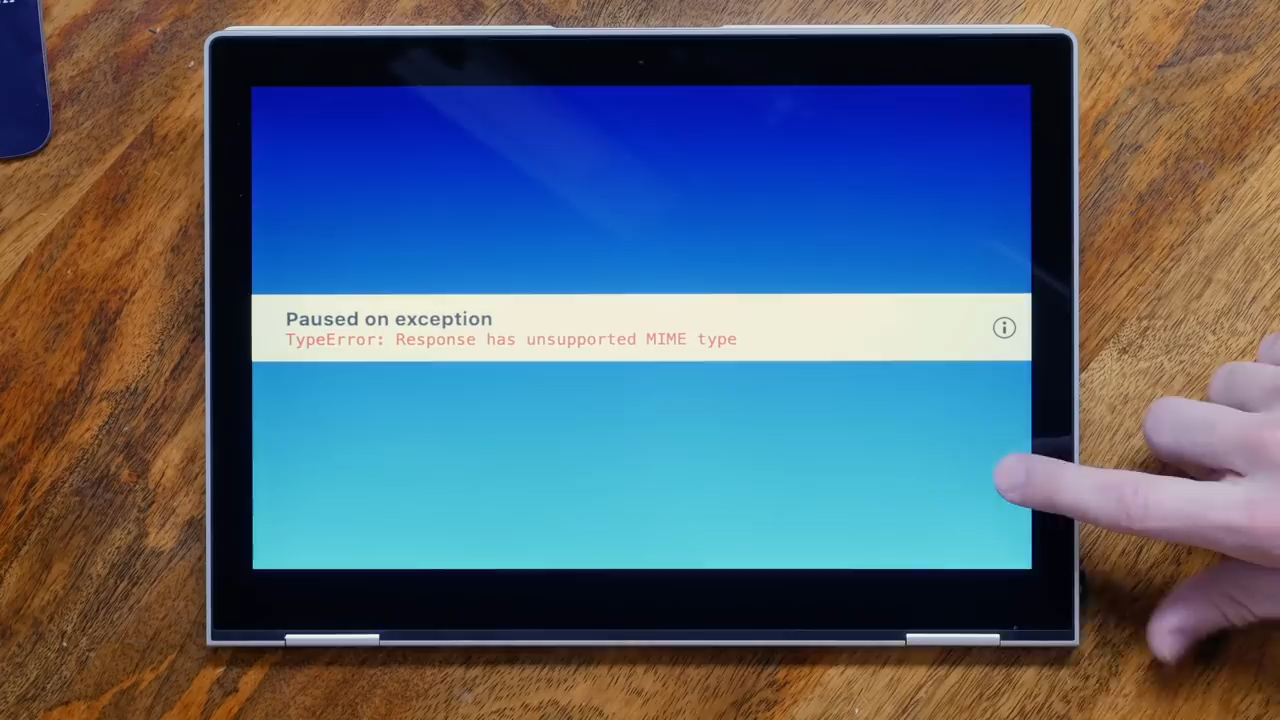 Paused on exception
TypeError: Response has unsupported MIME type